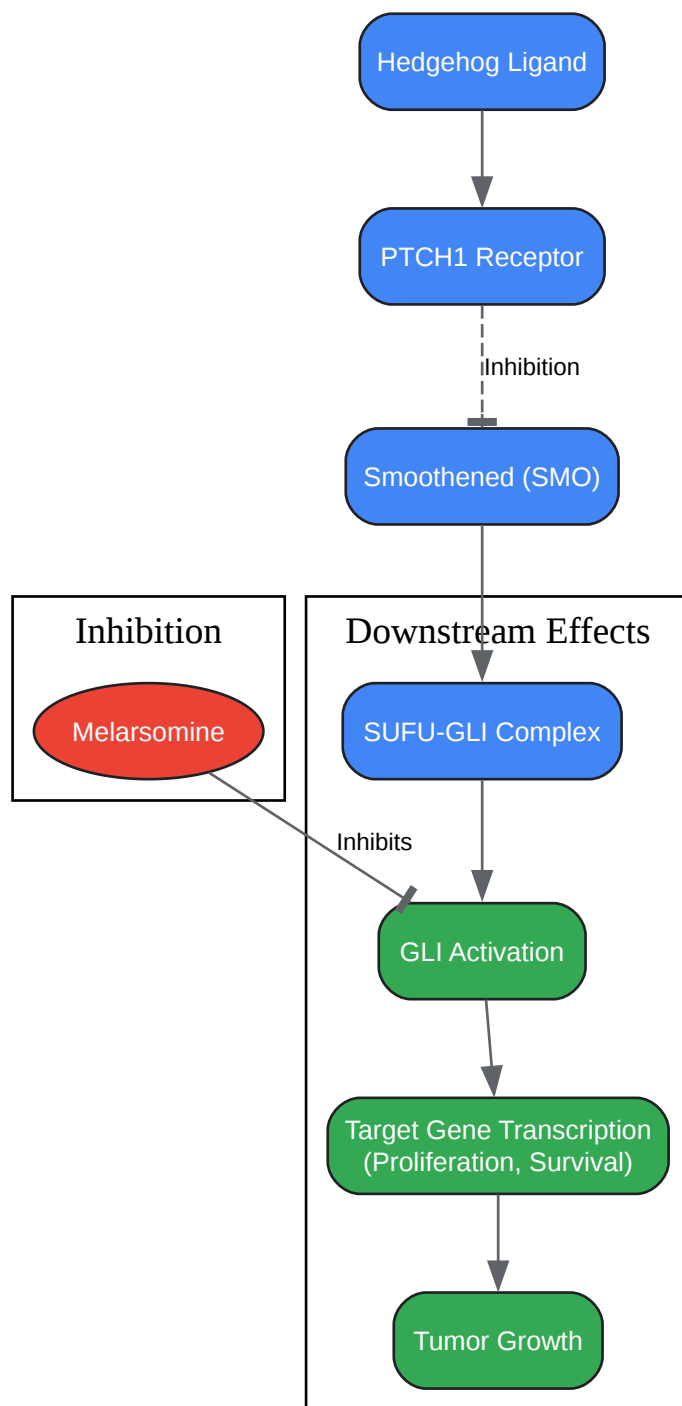 Hedgehog Ligand
PTCH1 Receptor
Inhibition
Smoothened (SMO)
Inhibition
Downstream Effects
Melarsomine
SUFU-GLI Complex
Inhibits
GLI Activation
Target Gene Transcription
(Proliferation, Survival)
Tumor Growth